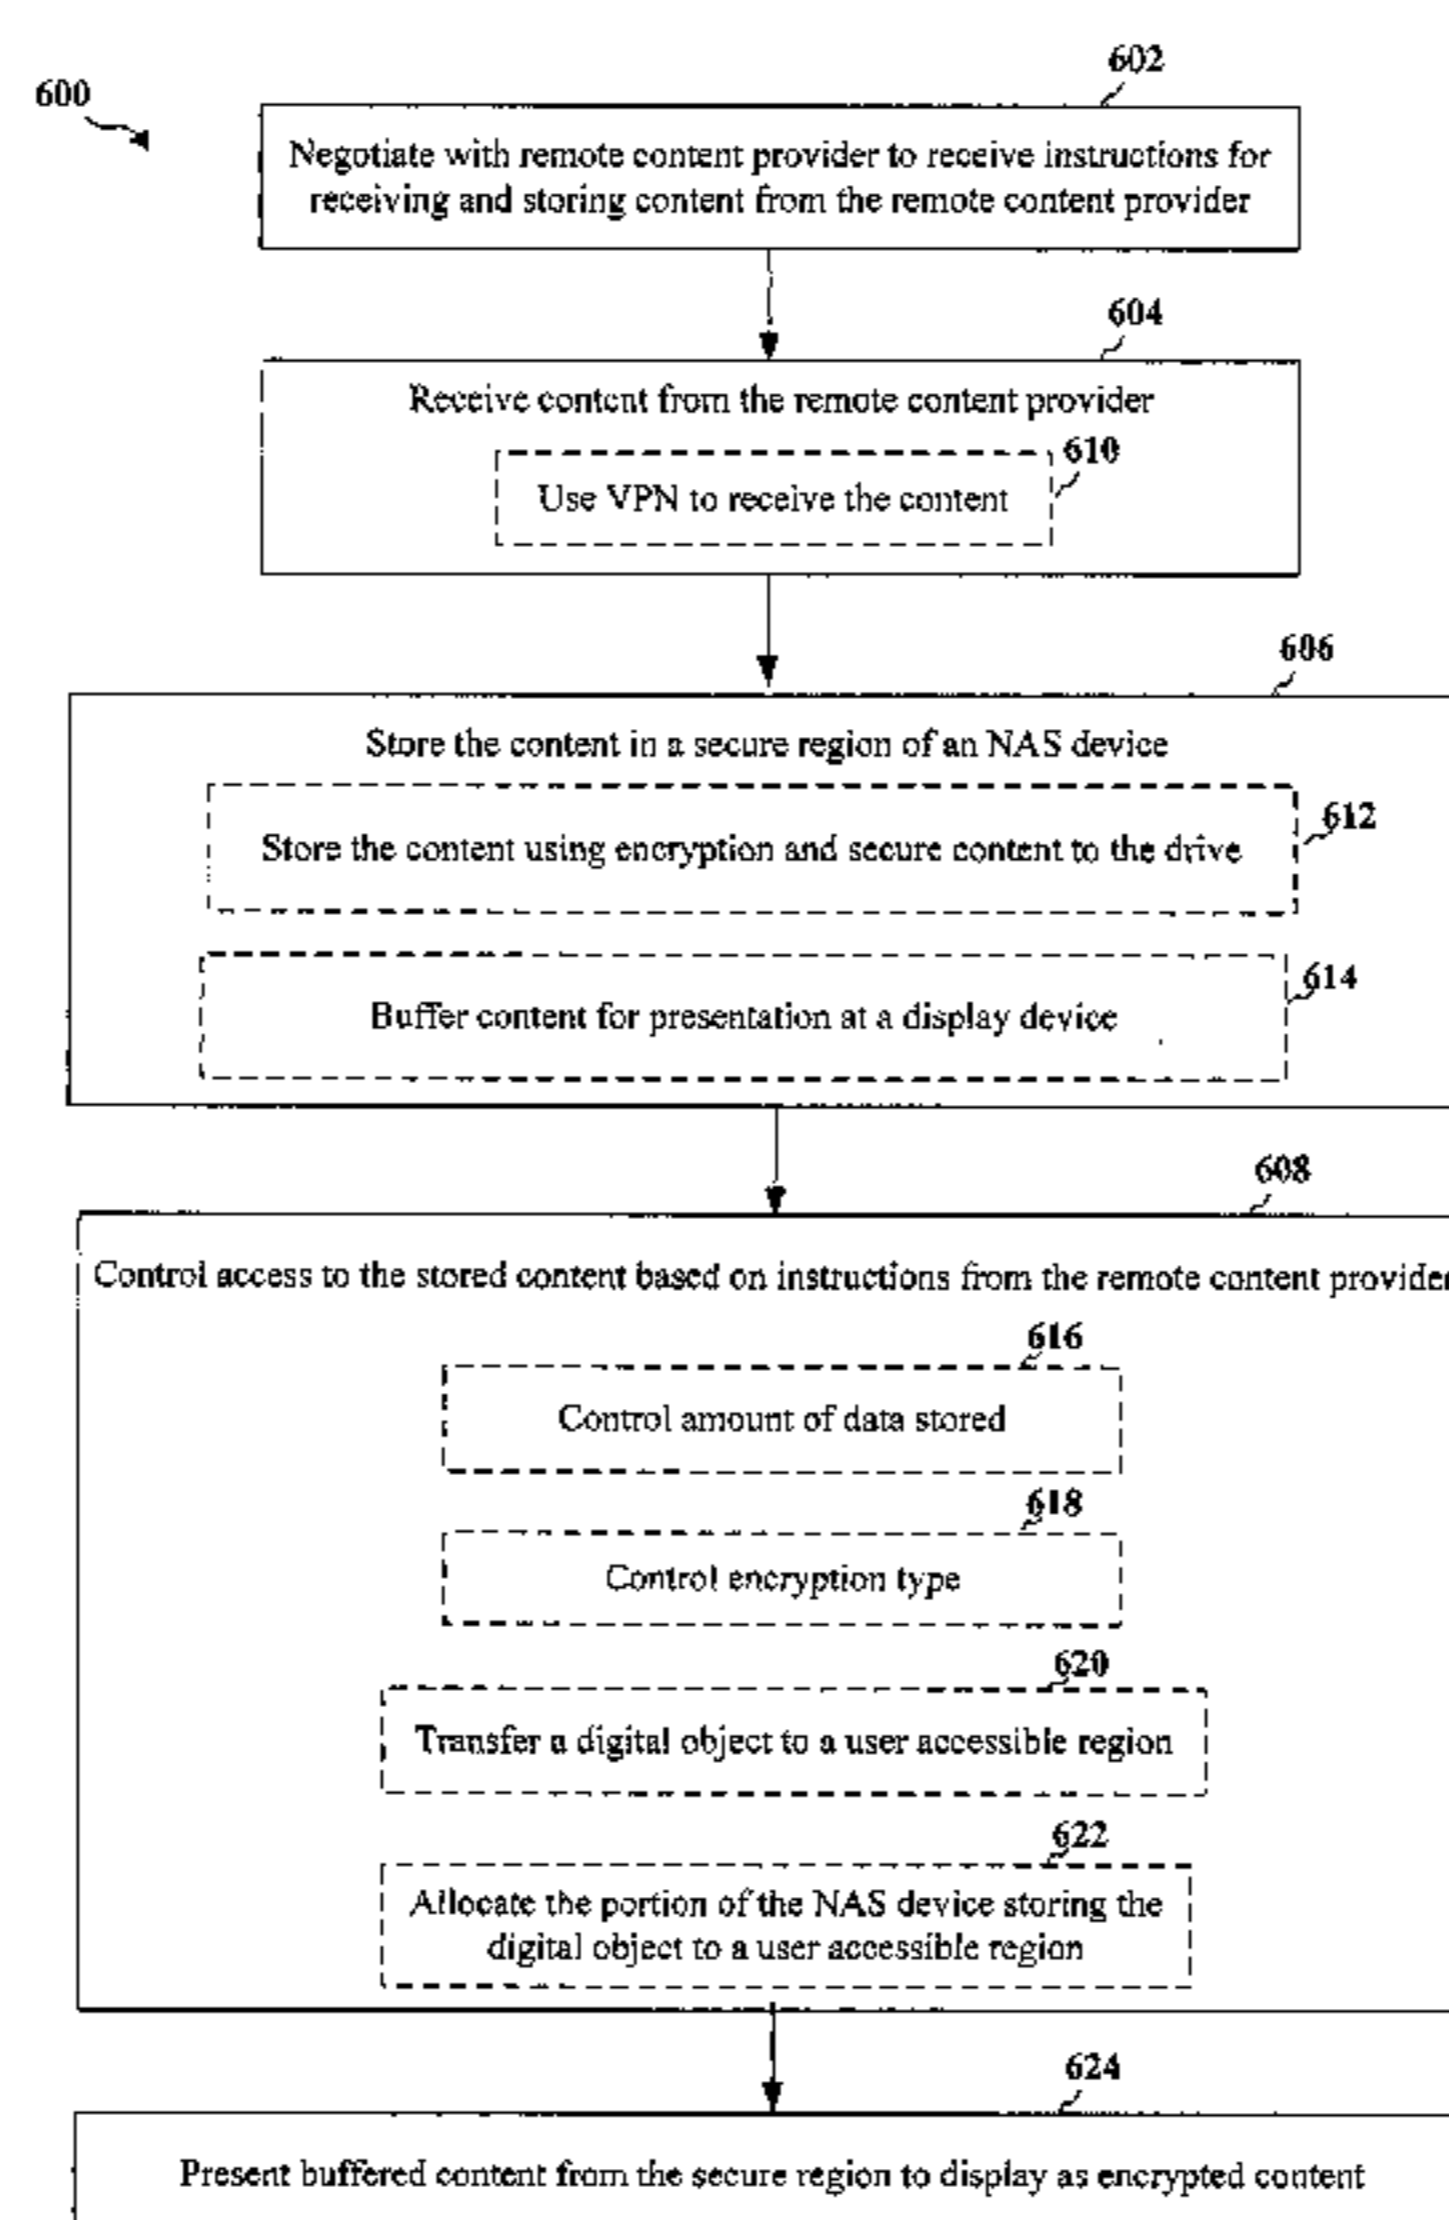 602
600
Negotiate with remote content provider to receive instructions for
receiving and storing content from the remote content provider
604
Receive content from the remote content provider
610
Use VPN to receive the content
606
Store the content in a secure region of an NAS device
612
Store the content using encryption and secure content to the drive
614
Buffer content for presentation at a display device
608
Control access to the stored content based on instructions from the remote content provider
616
Control amount of data stored
618
Control encryption type
620
Transfer a digital object to a user accessible region
622
Allocate the portion of the NAS device storing the
digital object to a user accessible region
624
Present buffered content from the secure region to display as encrypted content